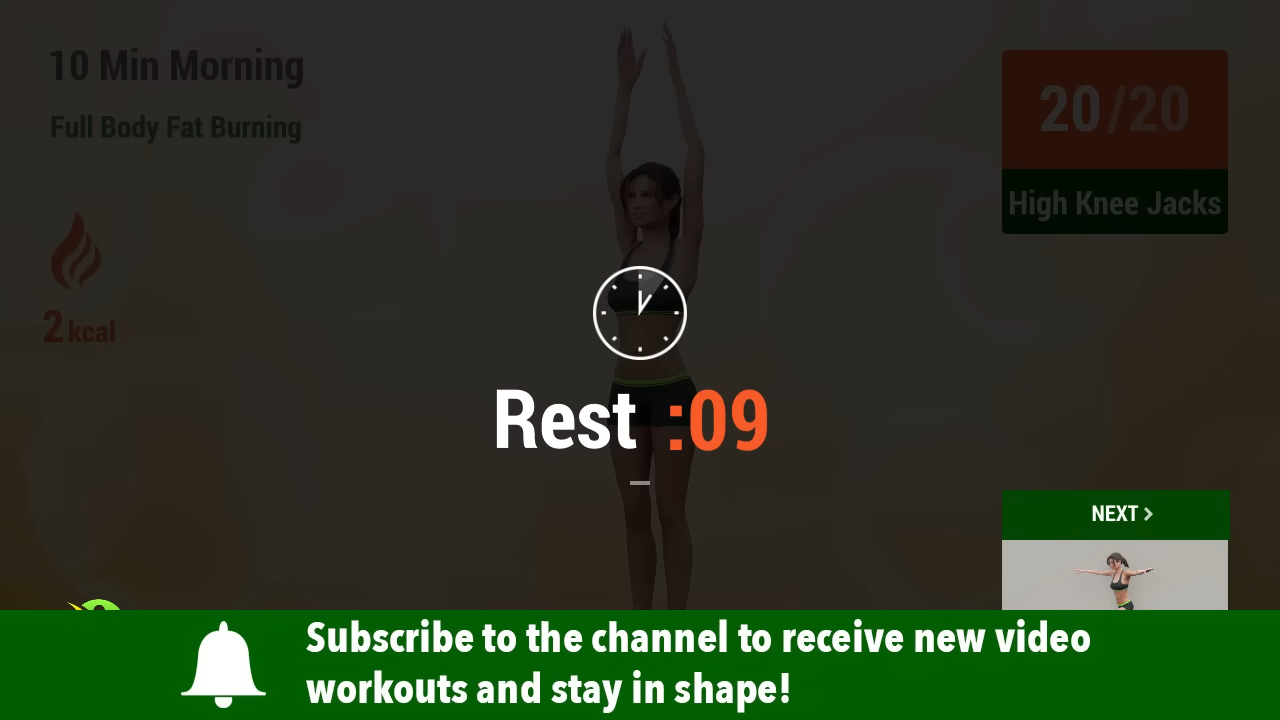 10 Min Morning
Full Body Fat Burning
20/20
High Knee Jacks
2 kcal
Rest :09
NEXT >
Subscribe to the channel to receive new video
workouts and stay in shape!